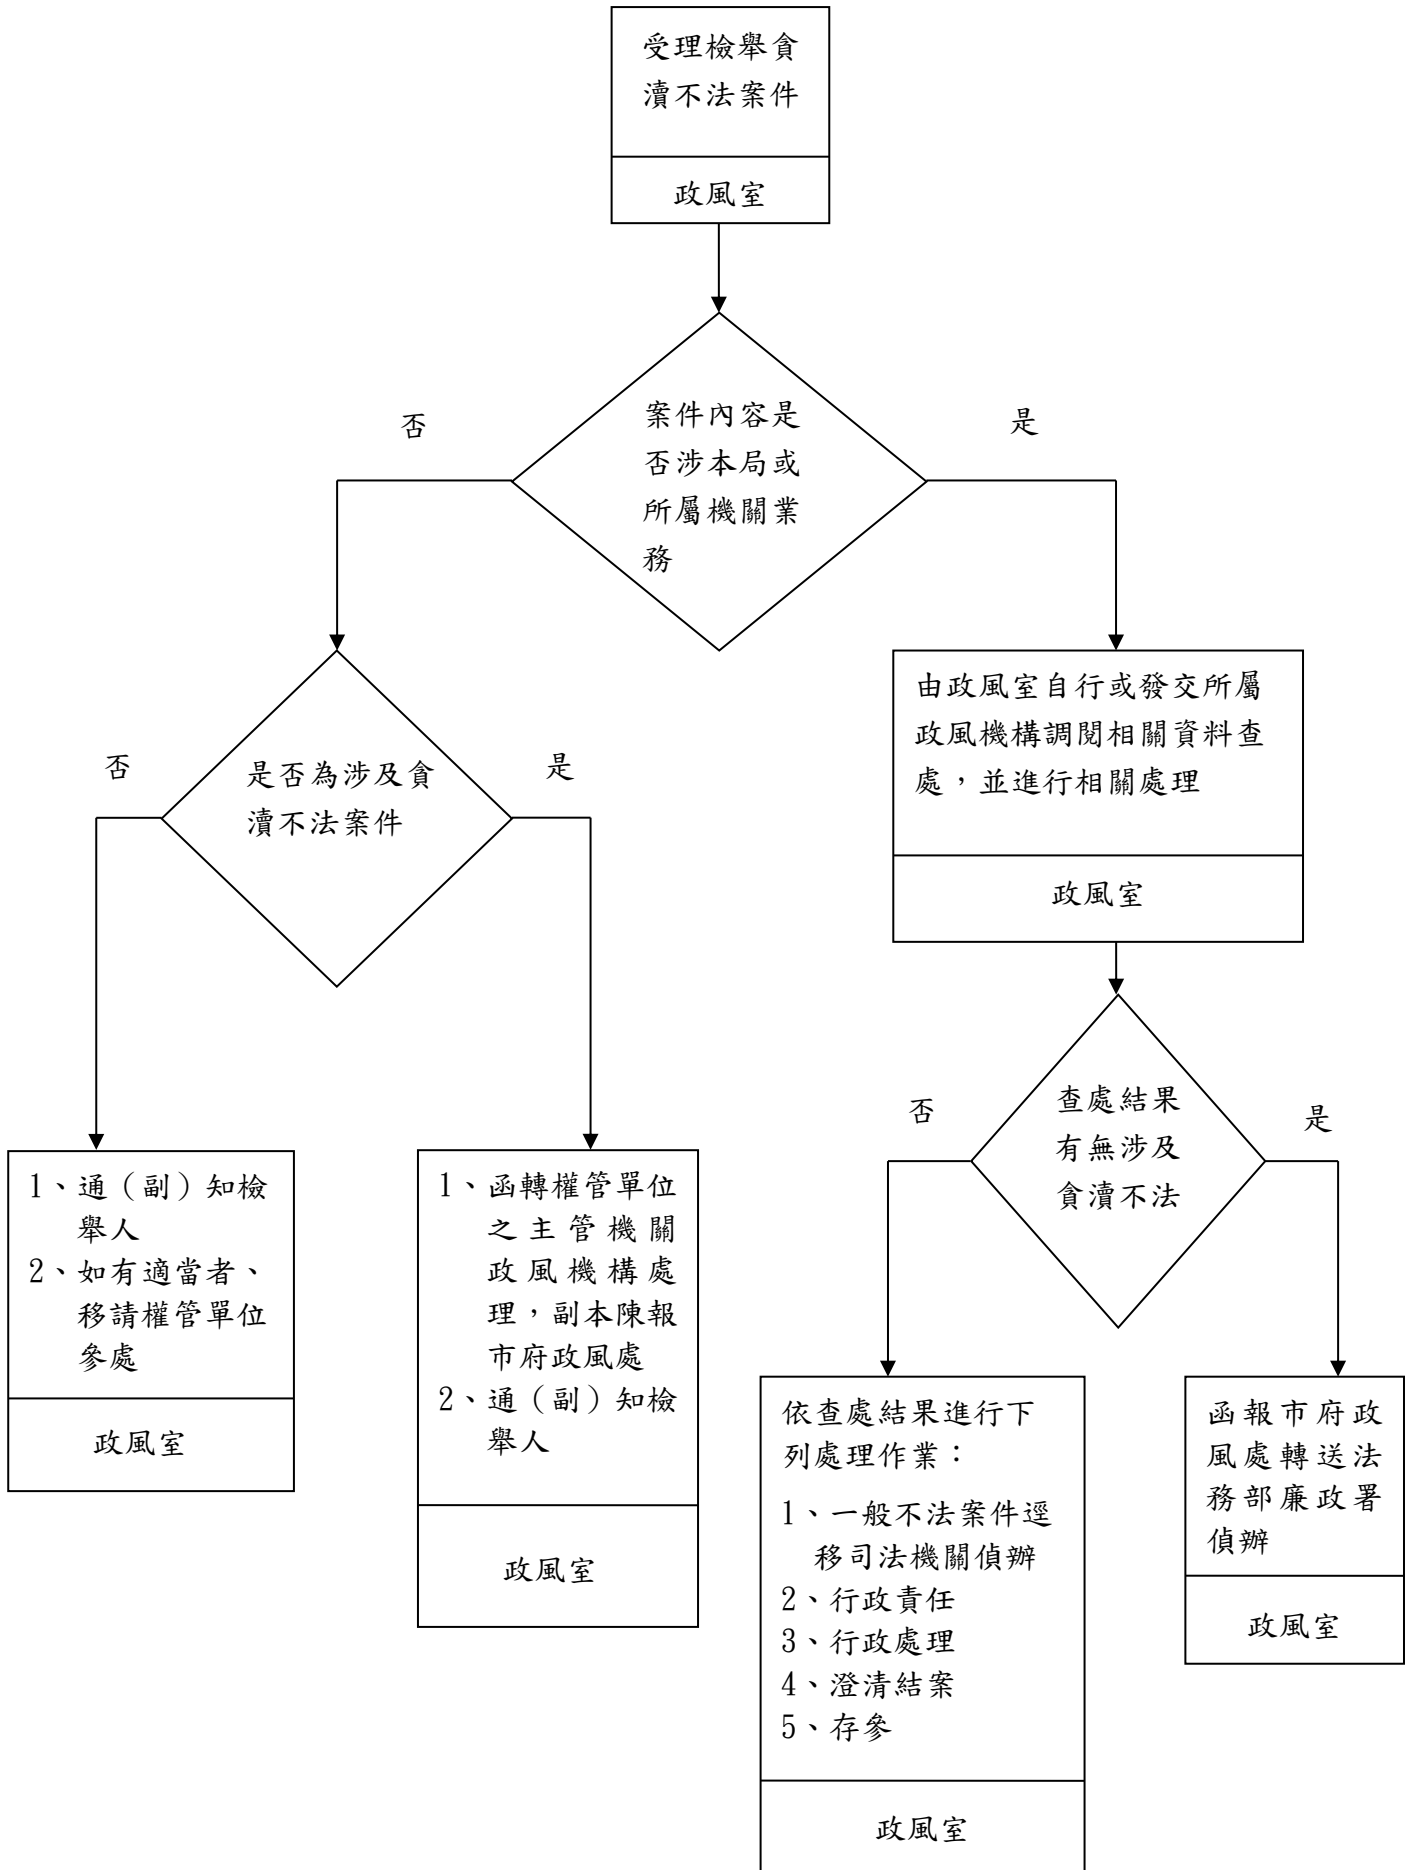 受理檢舉貪
瀆不法案件
政風室
案件內容是
否涉本局或
所屬機關業
務
否
是
由政風室自行或發交所屬
政風機構調閱相關資料查
處，並進行相關處理
政風室
是否為涉及貪
瀆不法案件
否
是
查處結果
有無涉及
貪瀆不法
否
是
1、通（副）知檢
舉人
2、如有適當者、
移請權管單位
參處
政風室
1、函轉權管單位
之主管機關
政風機構處
理，副本陳報
市府政風處
2、通（副）知檢
舉人
政風室
依查處結果進行下
列處理作業：
1、一般不法案件逕
移司法機關偵辦
2、行政責任
3、行政處理
4、澄清結案
5、存參
政風室
函報市府政
風處轉送法
務部廉政署
偵辦
政風室